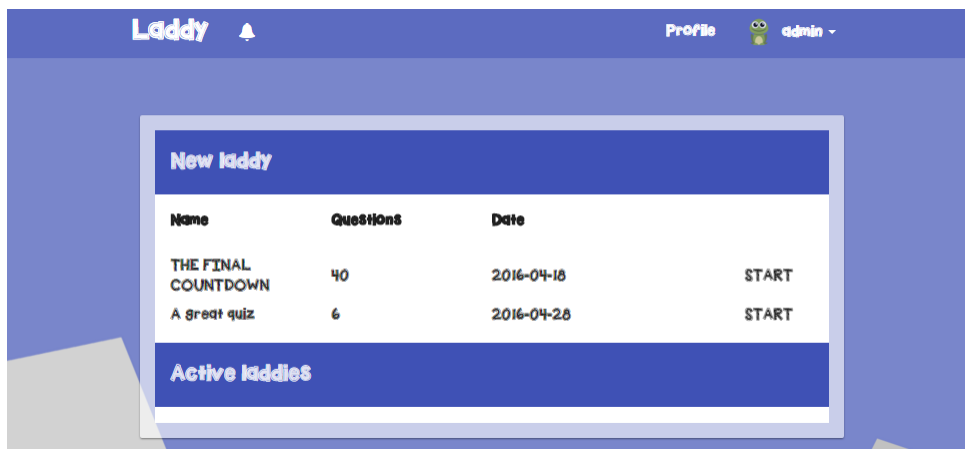 Laddy Profile admin
New laddy
Name Questions Date
THE FINAL
COUNTDOWN 40 2016-04-18 START
A great quiz 6 2016-04-28 START
Active laddies